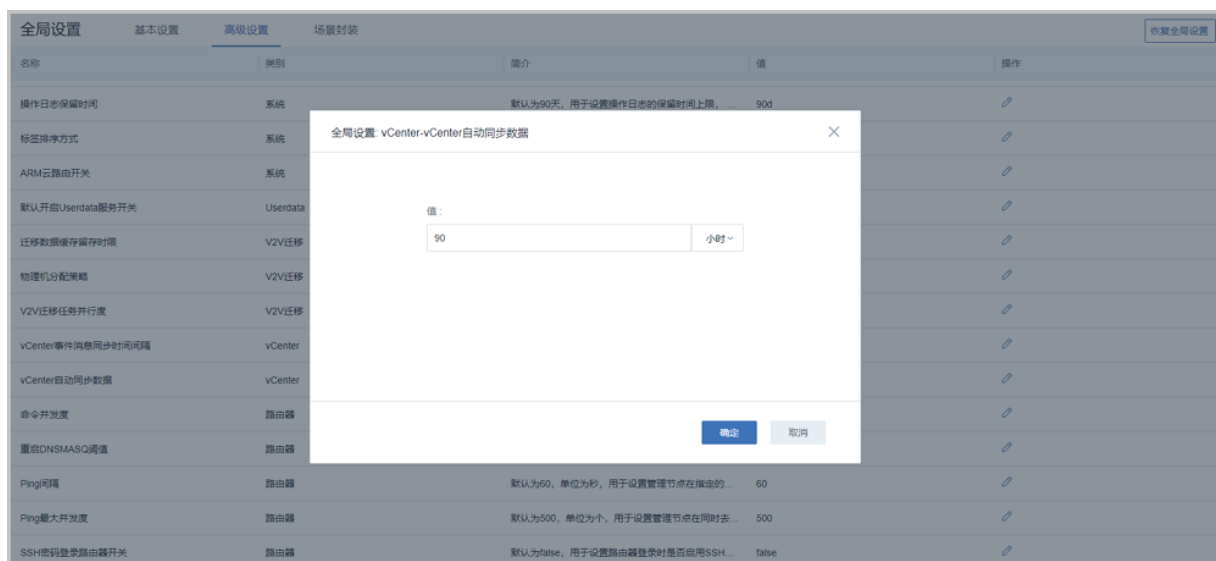 全局设置 基本设置 高级设置 场景封装 恢复全局设置
名称 类别 简介 值 操作
操作日志保留时间 系统 默认为90天，用于设置操作日志的保留时间上限， ... 90d
标签排序方式 系统
全局设置: vCenter-vCenter自动同步数据
ARM云路由开关 系统
默认开启Userdata服务开关 Userdata
值 :
迁移数据缓存留存时限 V2V迁移
90 小时
物理机分配策略 V2V迁移
V2V迁移任务并行度 V2V迁移
vCenter事件消息同步时间间隔 vCenter
vCenter自动同步数据 vCenter
命令并发度 路由器
确定 取消
重启DNSMASQ阈值 路由器
Ping间隔 路由器 默认为60，单位为秒，用于设置管理节点在指定的... 60
Ping最大并发度 路由器 默认为500，单位为个，用于设置管理节点在同时去... 500
SSH密码登录路由器开关 路由器 默认为false，用于设置路由器登录时是否启用SSH... false